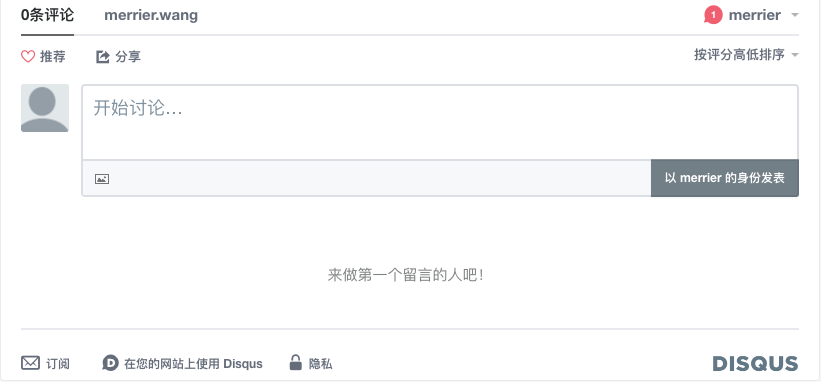 0条评论 merrier.wang 1 merrier
推荐 分享 按评分高低排序
开始讨论...
以 merrier 的身份发表
来做第一个留言的人吧！
订阅 D 在您的网站上使用 Disqus 隐私 DISQUS